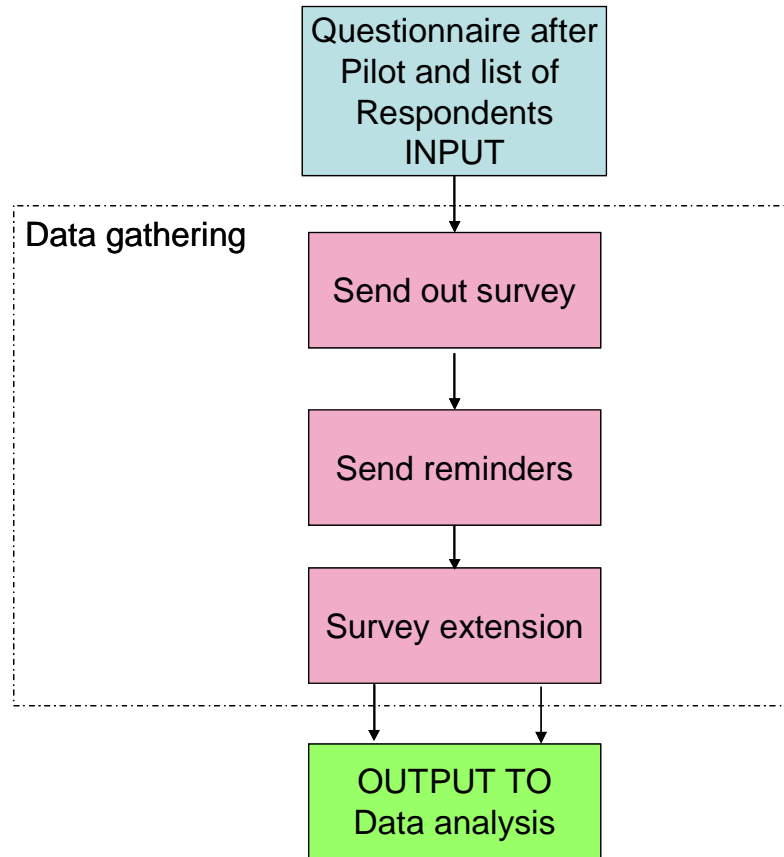 Questionnaire after
Pilot and list of
Respondents
INPUT
Data gathering
Send out survey
Send reminders
Survey extension
OUTPUT TO
Data analysis